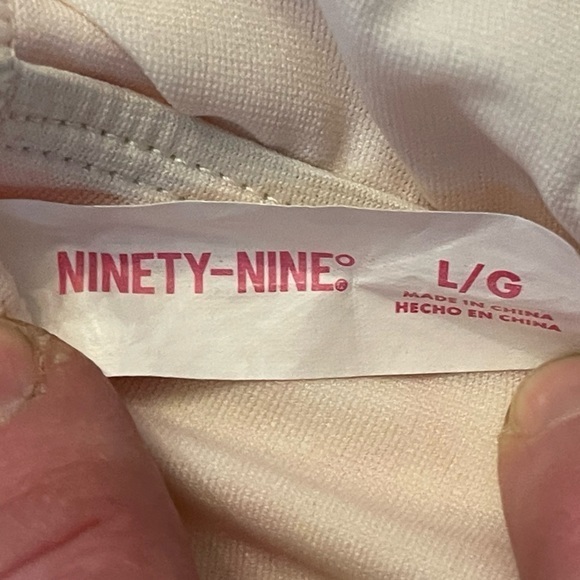 NINETY-NINE°®
L/G
MADE IN CHINA
HECHO EN CHINA